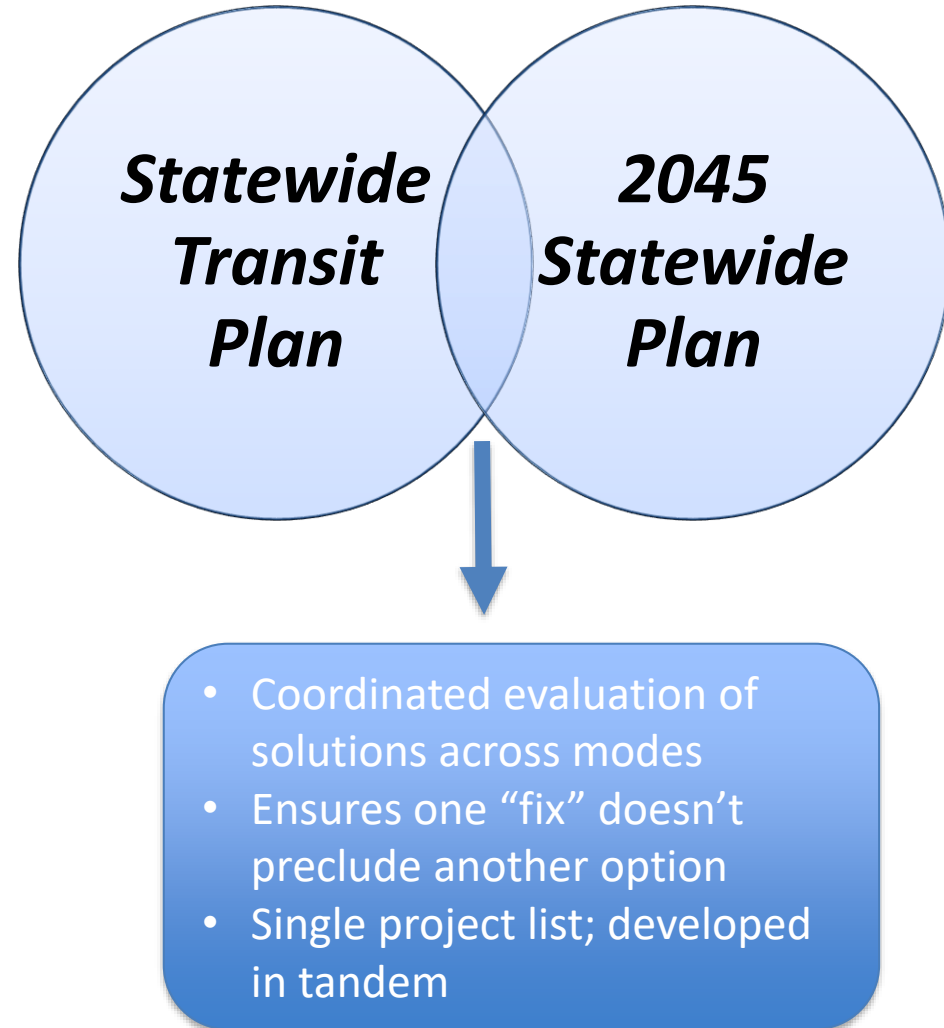 Statewide
Transit
Plan
2045
Statewide
Plan
• Coordinated evaluation of
solutions across modes
• Ensures one “fix” doesn’t
preclude another option
• Single project list; developed
in tandem